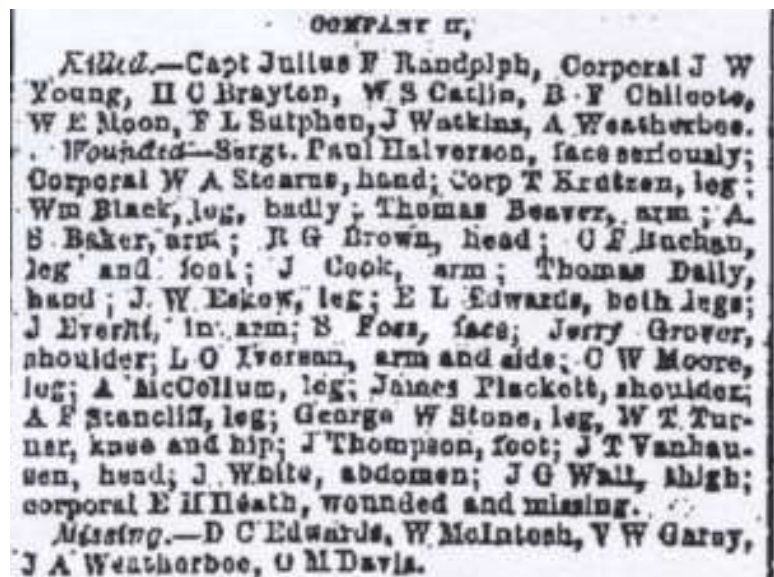 COMPANY H,
Killed.—Capt Julius F Randolph, Corporal J W
Young, H C Brayton, W S Catlin, B F Chilcote,
W E Moon, F L Sutphen, J Watkins, A Weatherbee.
Wounded—Sergt. Paul Halverson, face seriously;
Corporal W A Stearns, hand; Corp T Knutzen, leg;
Wm Black, leg, badly; Thomas Beaver, arm; A
S Baker, arm; R G Brown, head; C F Buchan,
leg and foot; J Cook, arm; Thomas Daily,
hand; J W Eskow, leg; E L Edwards, both legs;
J Everhf, in arm; S Foss, face; Jerry Grover,
shoulder; L O Iverson, arm and side; C W Moore,
leg; A McCollum, leg; James Plackett, shoulder;
A F Stancliff, leg; George W Stone, leg, W T Tur-
ner, knee and hip; J Thompson, foot; J T Vanhau-
sen, head; J White, abdomen; J G Wall, thigh;
corporal E H Heath, wounded and missing.
Missing.—D C Edwards, W McIntosh, V W
J A Weatherbee, O M Davis.